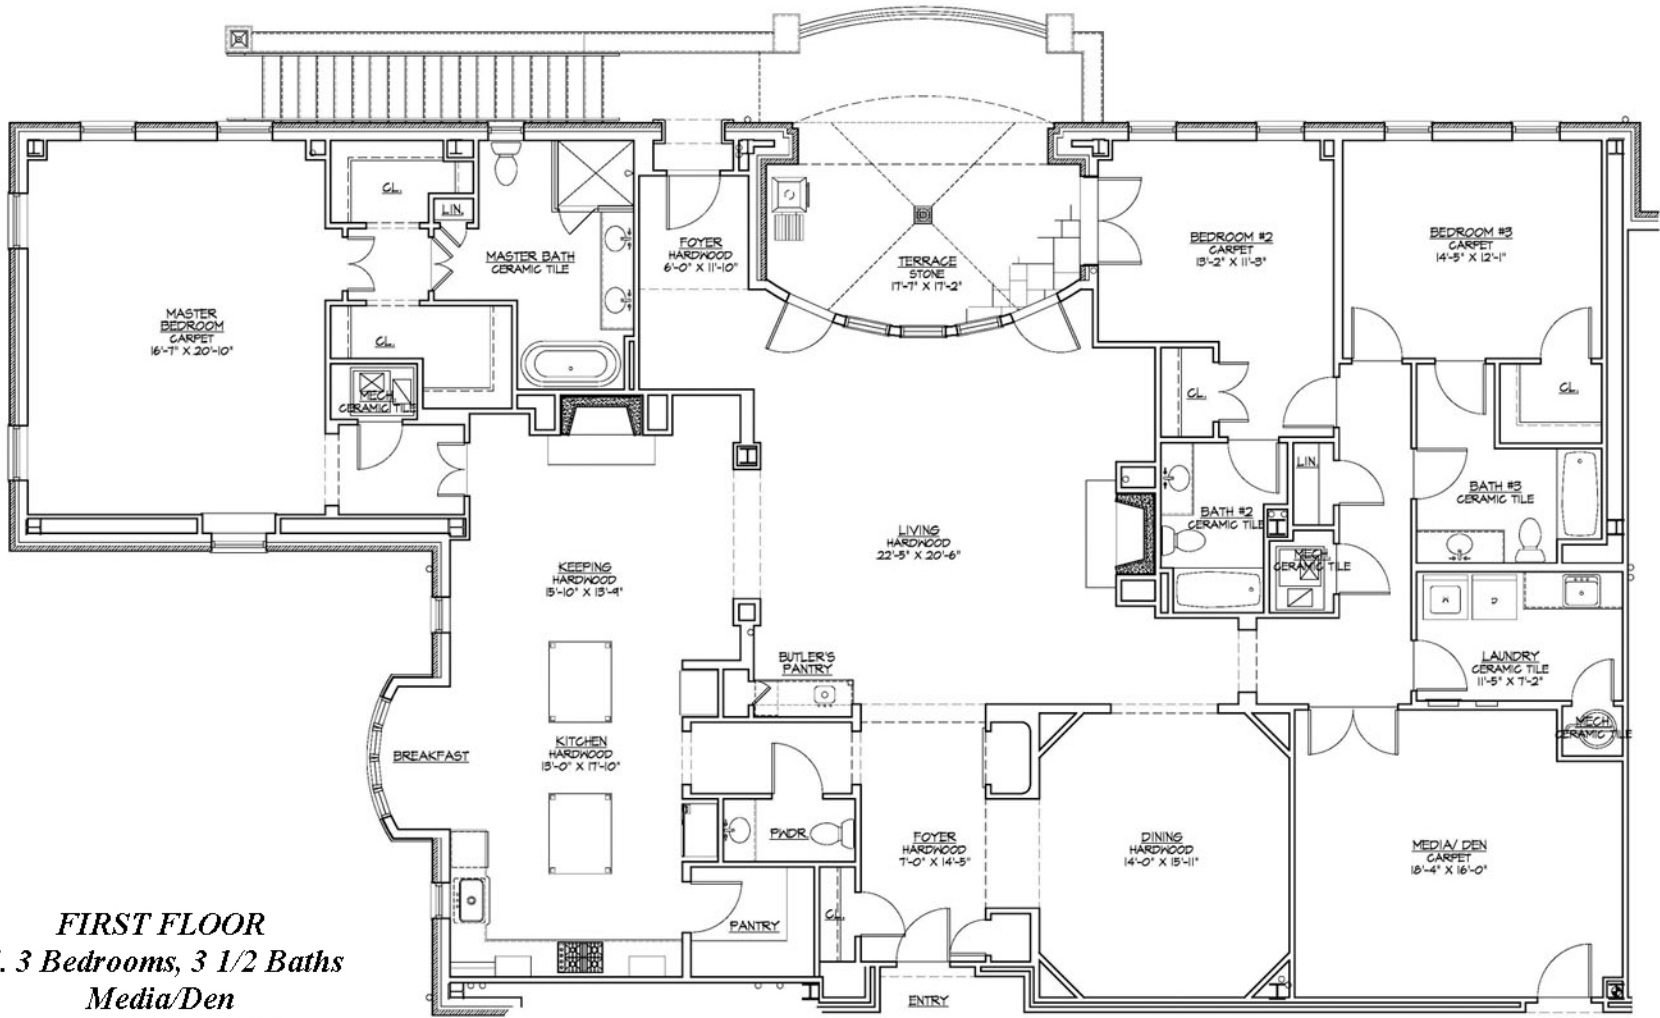 CL.
LIN.
MASTER BATH
CERAMIC TILE
FOYER
HARDWOOD
6'-0" X 11'-10"
TERRACE
STONE
17'-7" X 17'-2"
BEDROOM #2
CARPET
13'-2" X 11'-3"
BEDROOM #3
CARPET
14'-5" X 12'-1"
MASTER
BEDROOM
CARPET
16'-7" X 20'-10"
CL.
MECH.
CERAMIC TILE
CL.
CL.
LIN.
BATH #2
CERAMIC TILE
BATH #3
CERAMIC TILE
LIVING
HARDWOOD
22'-5" X 20'-6"
MECH.
CERAMIC TILE
KEEPING
HARDWOOD
15'-10" X 13'-9"
W
D
BUTLER'S
PANTRY
LAUNDRY
CERAMIC TILE
11'-5" X 7'-2"
MECH.
CERAMIC TILE
BREAKFAST
KITCHEN
HARDWOOD
13'-0" X 17'-10"
PWDR.
FOYER
HARDWOOD
7'-0" X 14'-5"
DINING
HARDWOOD
14'-0" X 15'-11"
MEDIA/ DEN
CARPET
18'-4" X 16'-0"
PANTRY
CL.
ENTRY
FIRST FLOOR
. 3 Bedrooms, 3 1/2 Baths
Media/Den